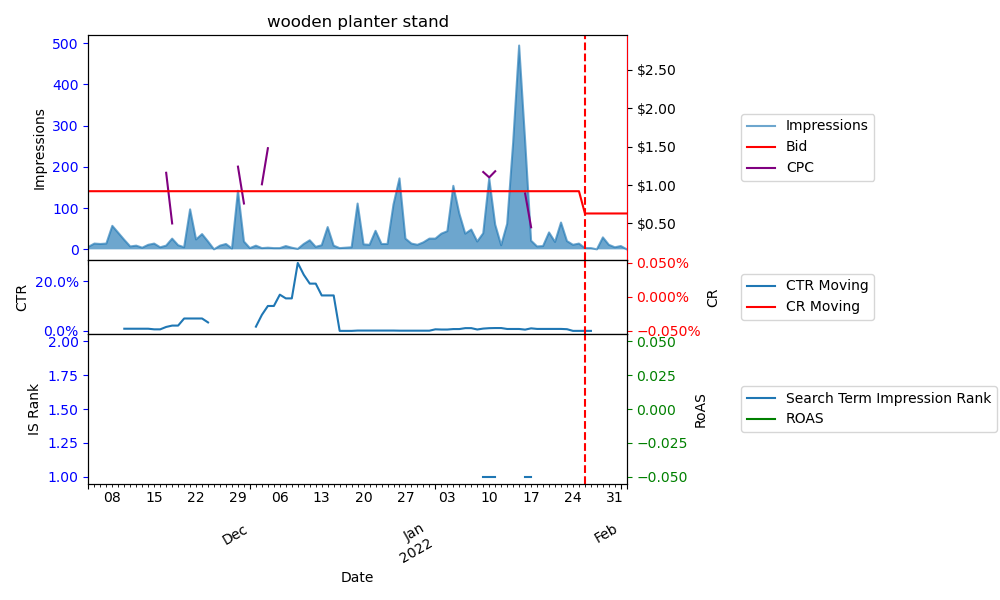 wooden planter stand
500
400
300
200
100
0
Impressions
$2.50
$2.00
$1.50
$1.00
$0.50
Impressions
Bid
CPC
20.0%
0.0%
CTR
0.050%
0.000%
−0.050%
CR
CTR Moving
CR Moving
2.00
1.75
1.50
1.25
1.00
IS Rank
0.050
0.025
0.000
−0.025
−0.050
RoAS
Search Term Impression Rank
ROAS
08 15 22 29 06 13 20 27 03 10 17 24 31
Dec
Jan
2022
Feb
Date